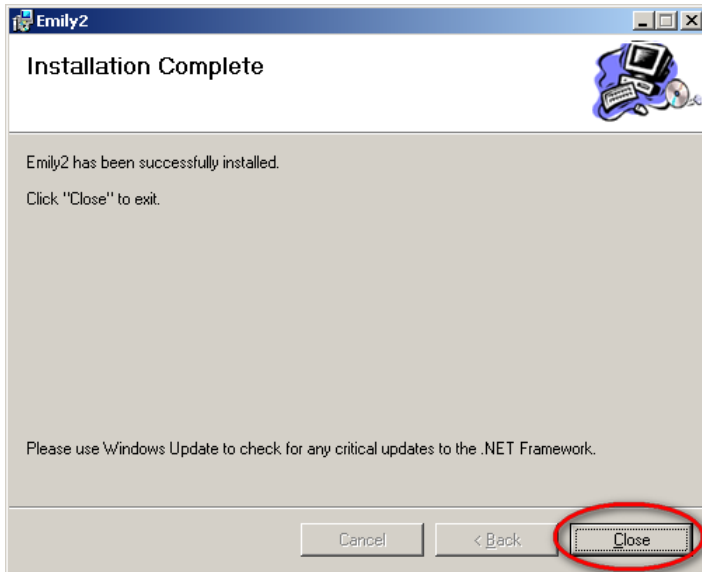 Emily2
Installation Complete
Emily2 has been successfully installed.
Click "Close" to exit.
Please use Windows Update to check for any critical updates to the .NET Framework.
Cancel
< Back
Close